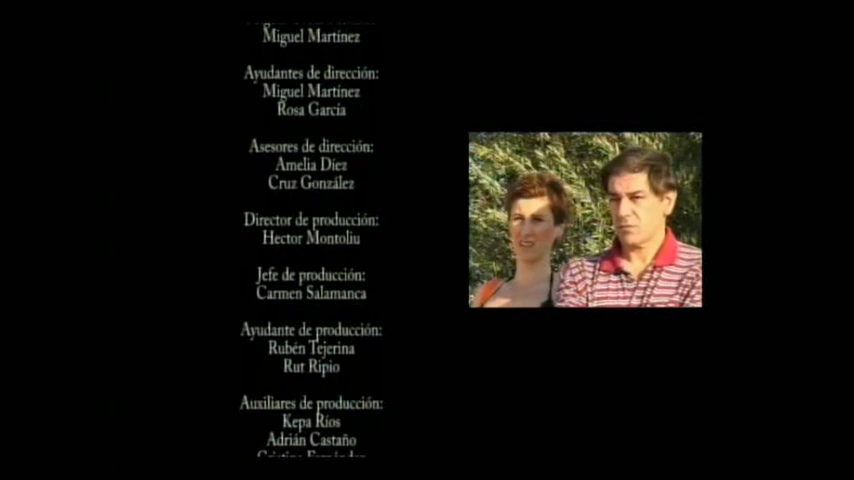 Miguel Martínez
Ayudantes de dirección:
Miguel Martínez
Rosa García
Asesores de dirección:
Amelia Díez
Cruz González
Director de producción:
Hector Montoliu
Jefe de producción:
Carmen Salamanca
Ayudante de producción:
Rubén Tejerina
Rut Ripio
Auxiliares de producción:
Kepa Ríos
Adrián Castaño
Cristina Fernández